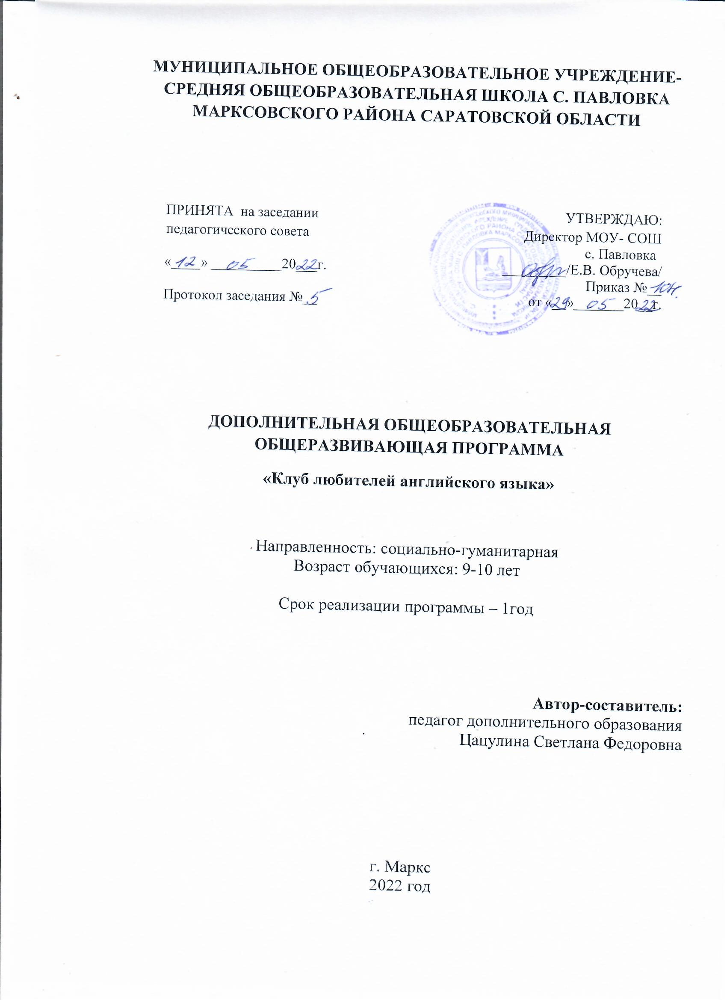 МУНИЦИПАЛЬНОЕ ОБЩЕОБРАЗОВАТЕЛЬНОЕ УЧРЕЖДЕНИЕ-
СРЕДНЯЯ ОБЩЕОБРАЗОВАТЕЛЬНАЯ ШКОЛА С. ПАВЛОВКА
МАРКСОВСКОГО РАЙОНА САРАТОВСКОЙ ОБЛАСТИ
ПРИНЯТА на заседании
педагогического совета
«12» 05 2022г.
Протокол заседания № 5
УТВЕРЖДАЮ:
Директор МОУ- СОШ
с. Павловка
/Е.В. Обручева/
Приказ №
от «29» 05 2022г.
ДОПОЛНИТЕЛЬНАЯ ОБЩЕОБРАЗОВАТЕЛЬНАЯ
ОБЩЕРАЗВИВАЮЩАЯ ПРОГРАММА
«Клуб любителей английского языка»
Направленность: социально-гуманитарная
Возраст обучающихся: 9-10 лет
Срок реализации программы – 1год
Автор-составитель:
педагог дополнительного образования
Цацулина Светлана Федоровна
г. Маркс
2022 год